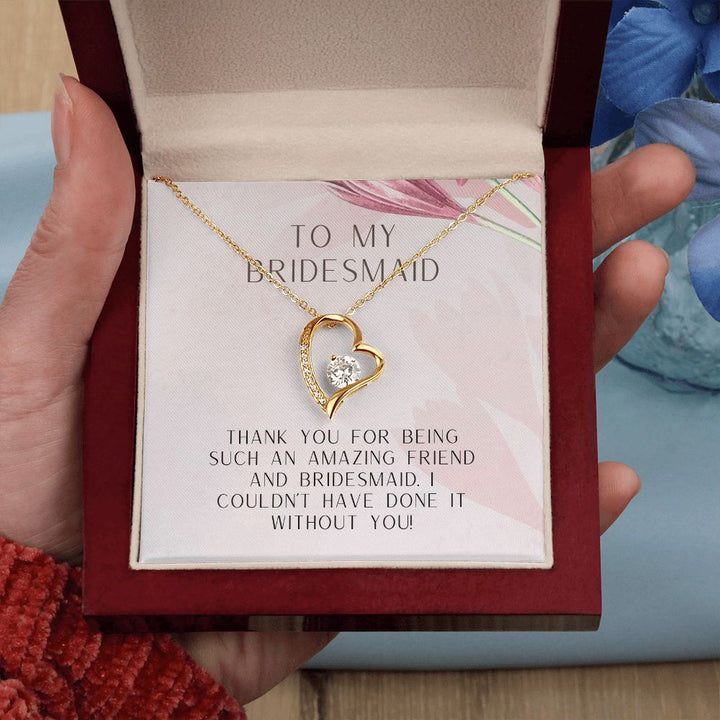 TO MY
BRIDESMAID
THANK YOU FOR BEING
SUCH AN AMAZING FRIEND
AND BRIDESMAID. I
COULDN'T HAVE DONE IT
WITHOUT YOU!